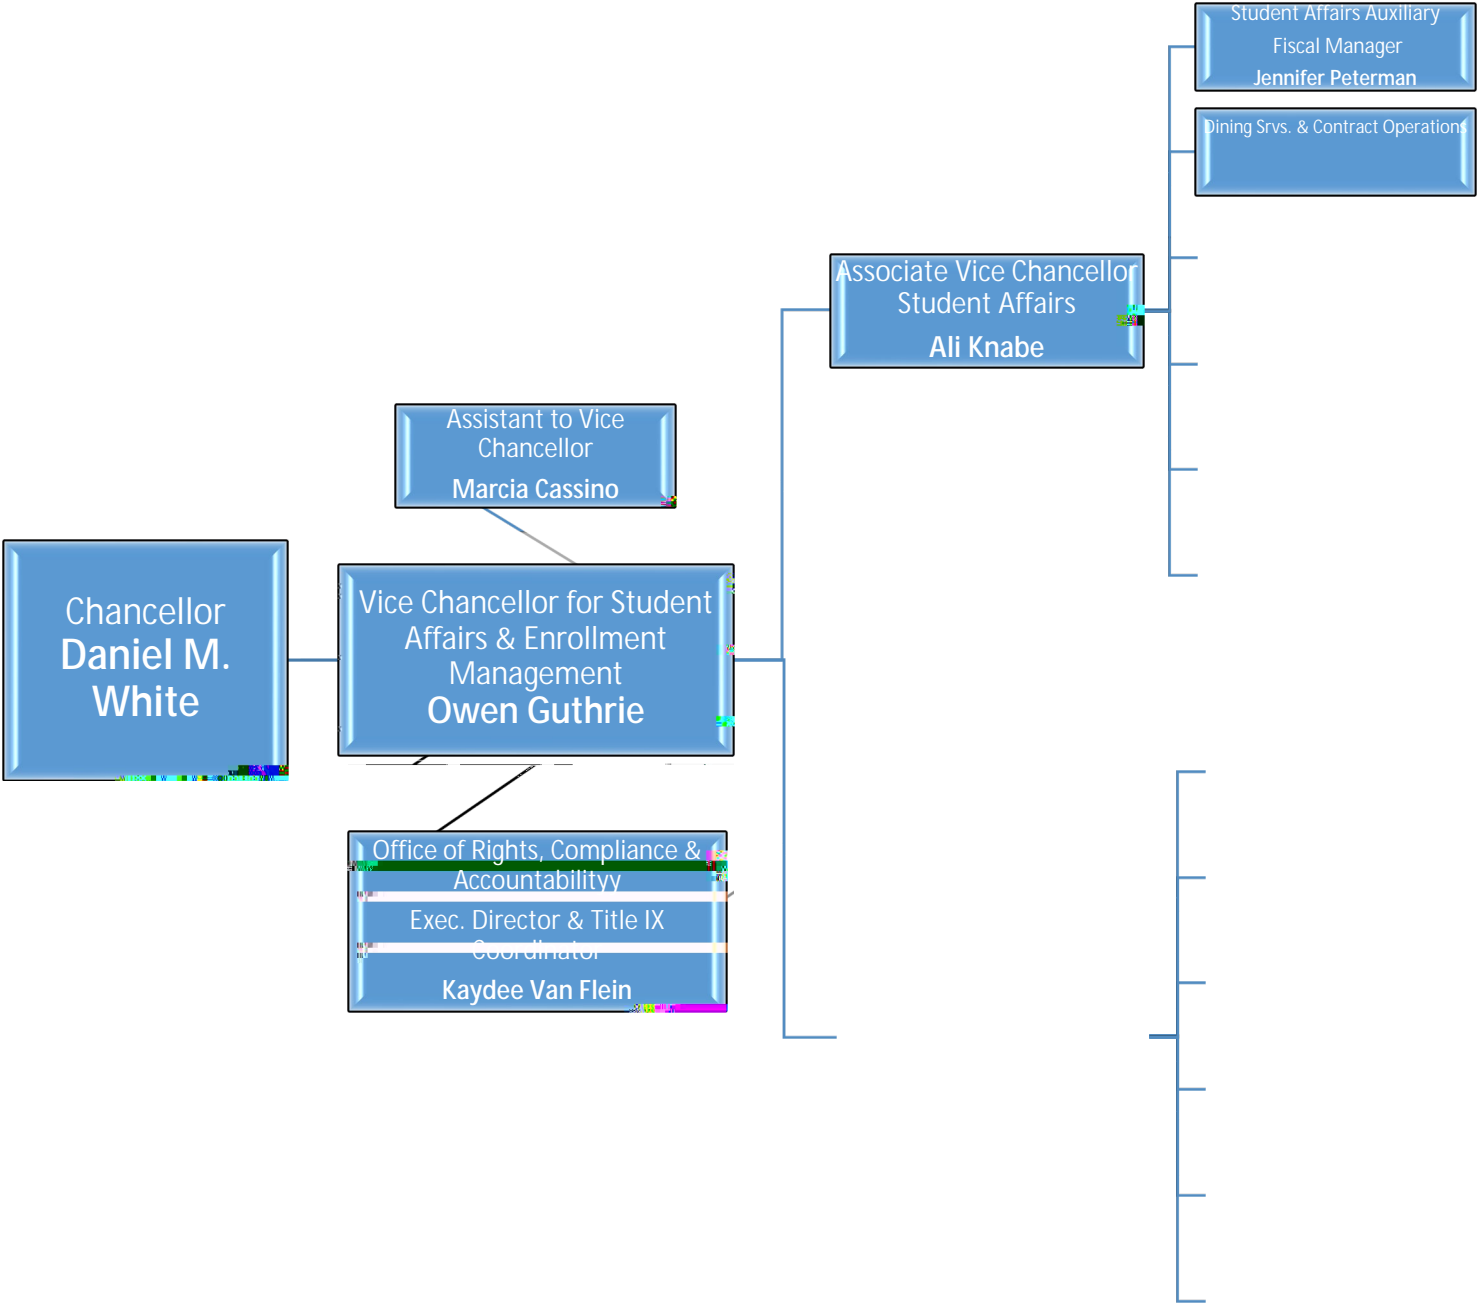 Student Affairs Auxiliary
Fiscal Manager
Jennifer Peterman
Dining Srvs. & Contract Operations
Associate Vice Chancellor
Student Affairs
Ali Knabe
Assistant to Vice
Chancellor
Marcia Cassino
Chancellor
Daniel M.
White
Vice Chancellor for Student
Affairs & Enrollment
Management
Owen Guthrie
Office of Rights, Compliance &
Accountabilityy
Exec. Director & Title IX
Coordinator
Kaydee Van Flein